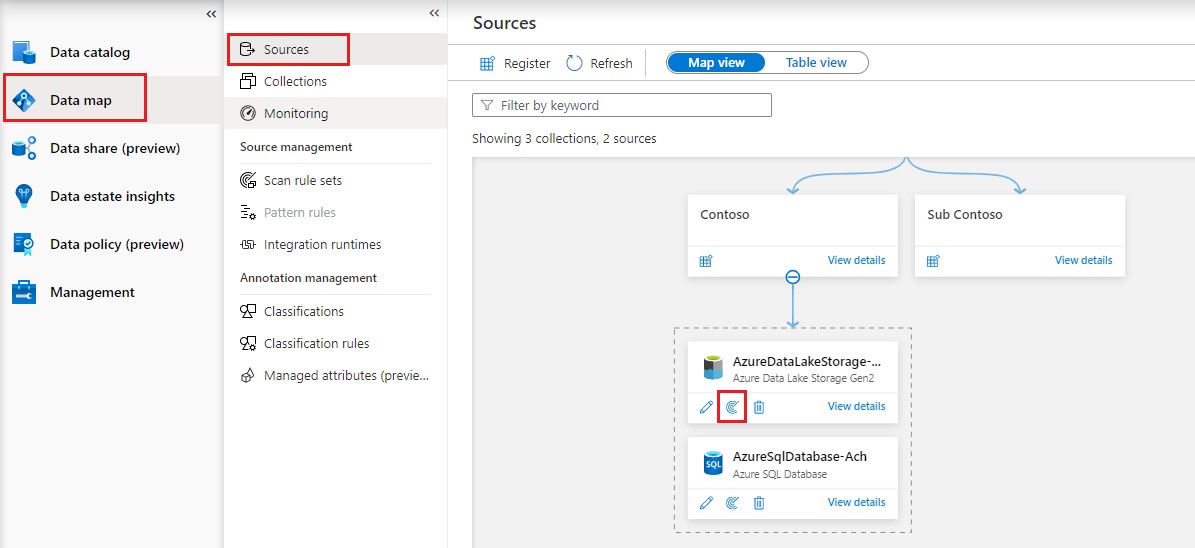 Data catalog
Data map
Data share (preview)
Data estate insights
Data policy (preview)
Management
Sources
Collections
Monitoring
Source management
Scan rule sets
Pattern rules
Integration runtimes
Annotation management
Classifications
Classification rules
Managed attributes (previe...
Sources
Register Refresh Map view Table view
Filter by keyword
Showing 3 collections, 2 sources
Contoso
View details
Sub Contoso
View details
AzureDataLakeStorage-...
Azure Data Lake Storage Gen2
View details
SQL
AzureSqlDatabase-Ach
Azure SQL Database
View details